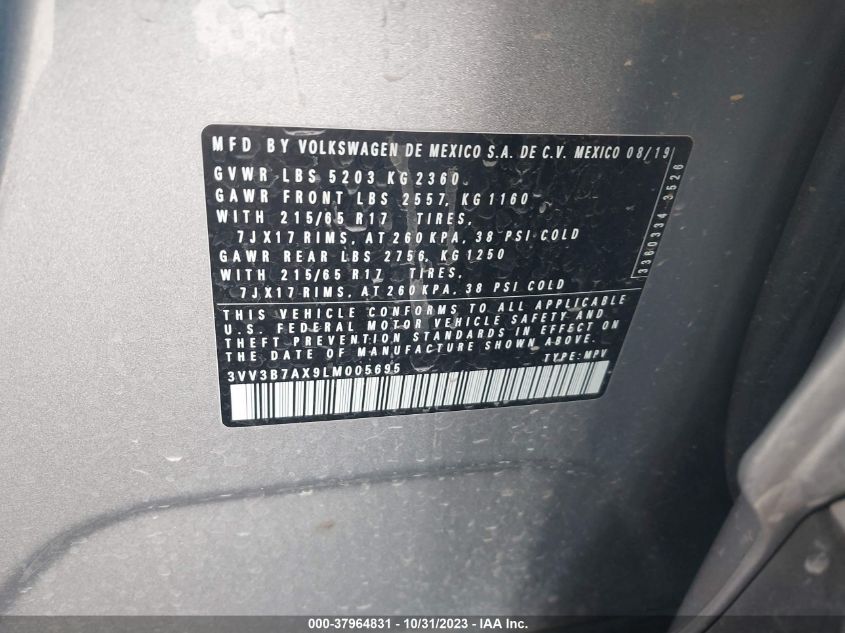 MFD BY VOLKSWAGEN DE MEXICO S.A. DE C.V. MEXICO 08/19
GVWR LBS 5203 KG 2360
GAWR FRONT LBS 2557, KG 1160
WITH 215/65 R17 TIRES,
7JX17 RIMS, AT 260 KPA, 38 PSI COLD
GAWR REAR LBS 2756, KG 1250
WITH 215/65 R17 TIRES,
7JX17 RIMS, AT 260 KPA, 38 PSI COLD
3360334 3526
THIS VEHICLE CONFORMS TO ALL APPLICABLE
U.S. FEDERAL MOTOR VEHICLE SAFETY AND
THEFT PREVENTION STANDARDS IN EFFECT ON
THE DATE OF MANUFACTURE SHOWN ABOVE.
3VV3B7AX9LM005695 TYPE: MPV
000-37964831 - 10/31/2023 - IAA Inc.